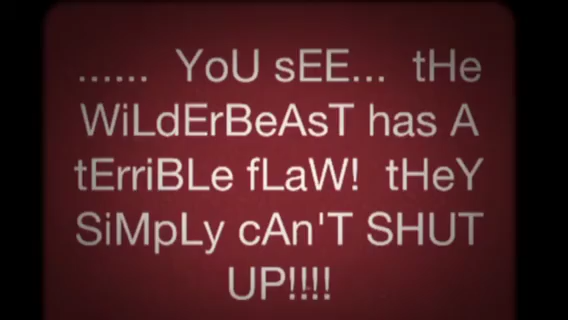 ...... YoU sEE... tHe
WiLdErBeAsT has A
tErriBLe fLaW! tHeY
SiMpLy cAn'T SHUT
UP!!!!